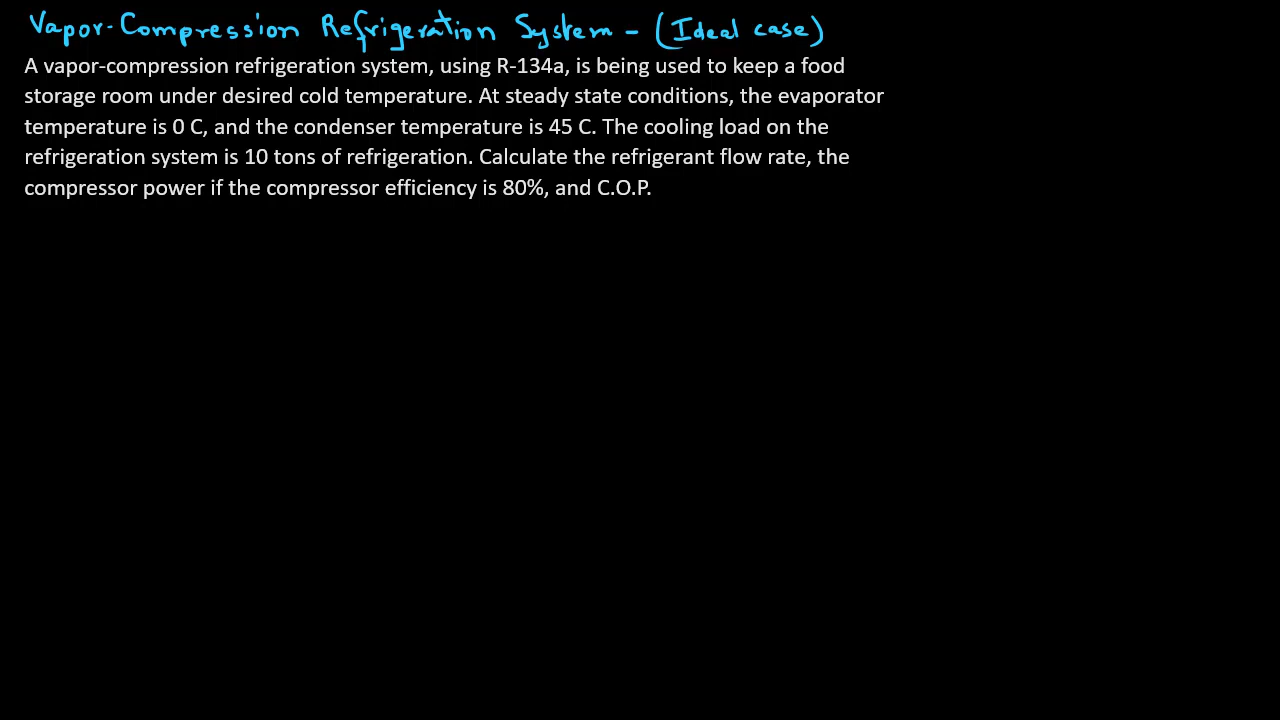 Vapor-Compression Refrigeration System - (Ideal case)
A vapor-compression refrigeration system, using R-134a, is being used to keep a food
storage room under desired cold temperature. At steady state conditions, the evaporator
temperature is 0 C, and the condenser temperature is 45 C. The cooling load on the
refrigeration system is 10 tons of refrigeration. Calculate the refrigerant flow rate, the
compressor power if the compressor efficiency is 80%, and C.O.P.